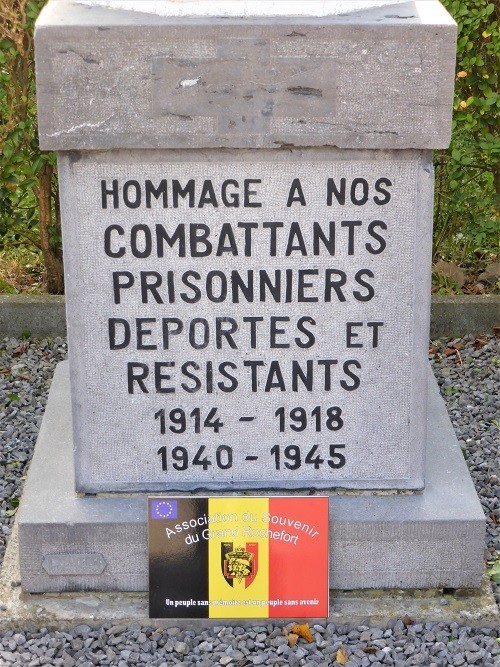 HOMMAGE A NOS
COMBATTANTS
PRISONNIERS
DEPORTES ET
RESISTANTS
1914 - 1918
1940 - 1945
Association du Souvenir
du Grand Rochefort
Un peuple sans mémoire est un peuple sans avenir